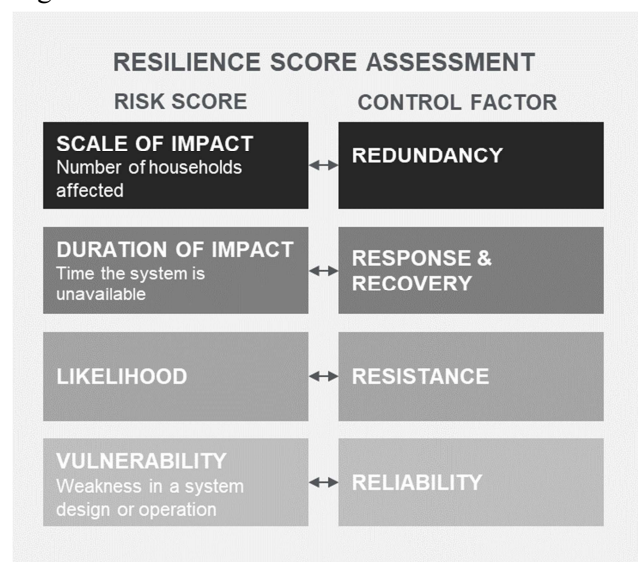 RESILIENCE SCORE ASSESSMENT
RISK SCORE
CONTROL FACTOR
SCALE OF IMPACT
Number of households
affected
REDUNDANCY
DURATION OF IMPACT
Time the system is
unavailable
RESPONSE &
RECOVERY
LIKELIHOOD
RESISTANCE
VULNERABILITY
Weakness in a system
design or operation
RELIABILITY